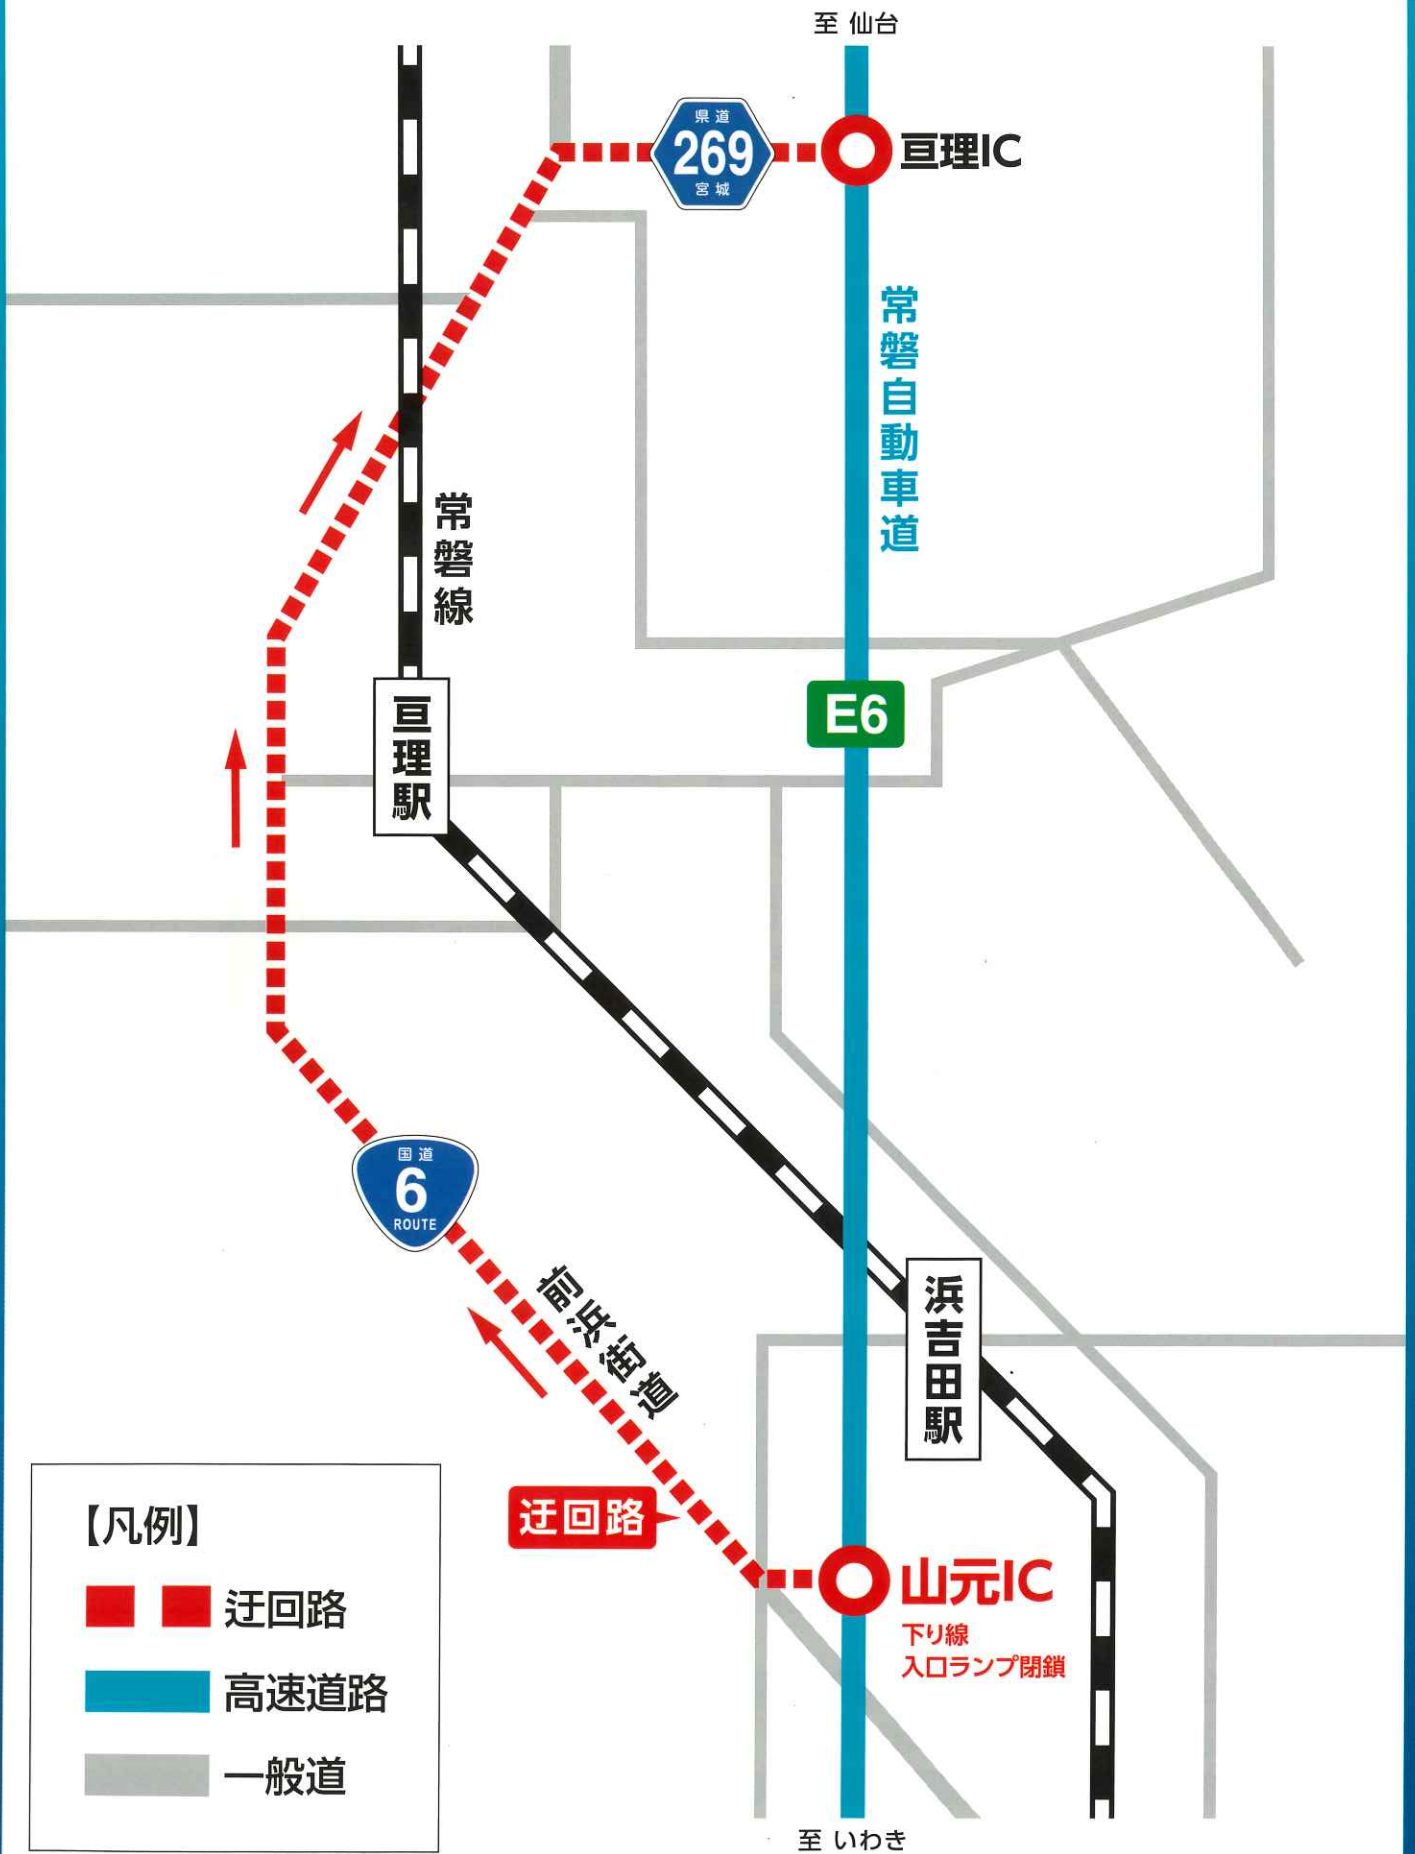 至 仙台
県道
269
宮城
亘理IC
常磐自動車道
常磐線
亘理駅
E6
国道
6
ROUTE
前浜街道
浜吉田駅
迂回路
山元IC
下り線
入口ランプ閉鎖
【凡例】
迂回路
高速道路
一般道
至 いわき